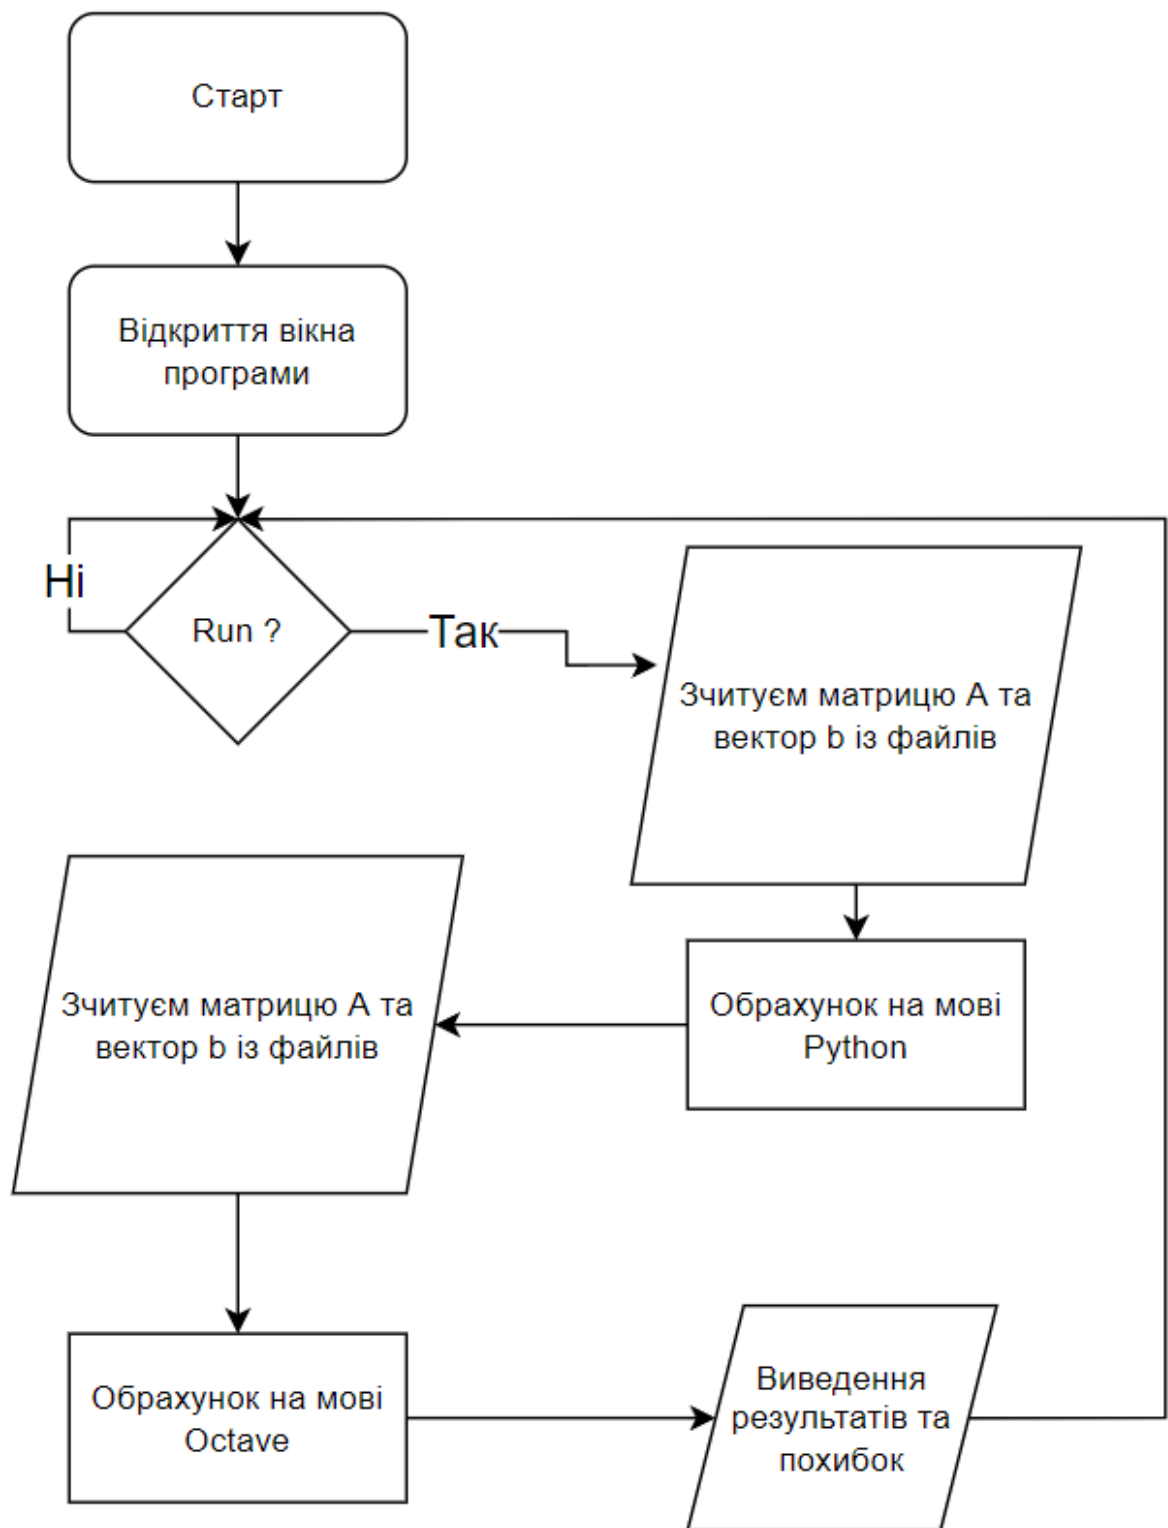 Старт
Відкриття вікна
програми
Ні
Run ?
Так
Зчитуєм матрицю А та
вектор b із файлів
Обрахунок на мові
Python
Зчитуєм матрицю А та
вектор b із файлів
Обрахунок на мові
Octave
Виведення
результатів та
похибок